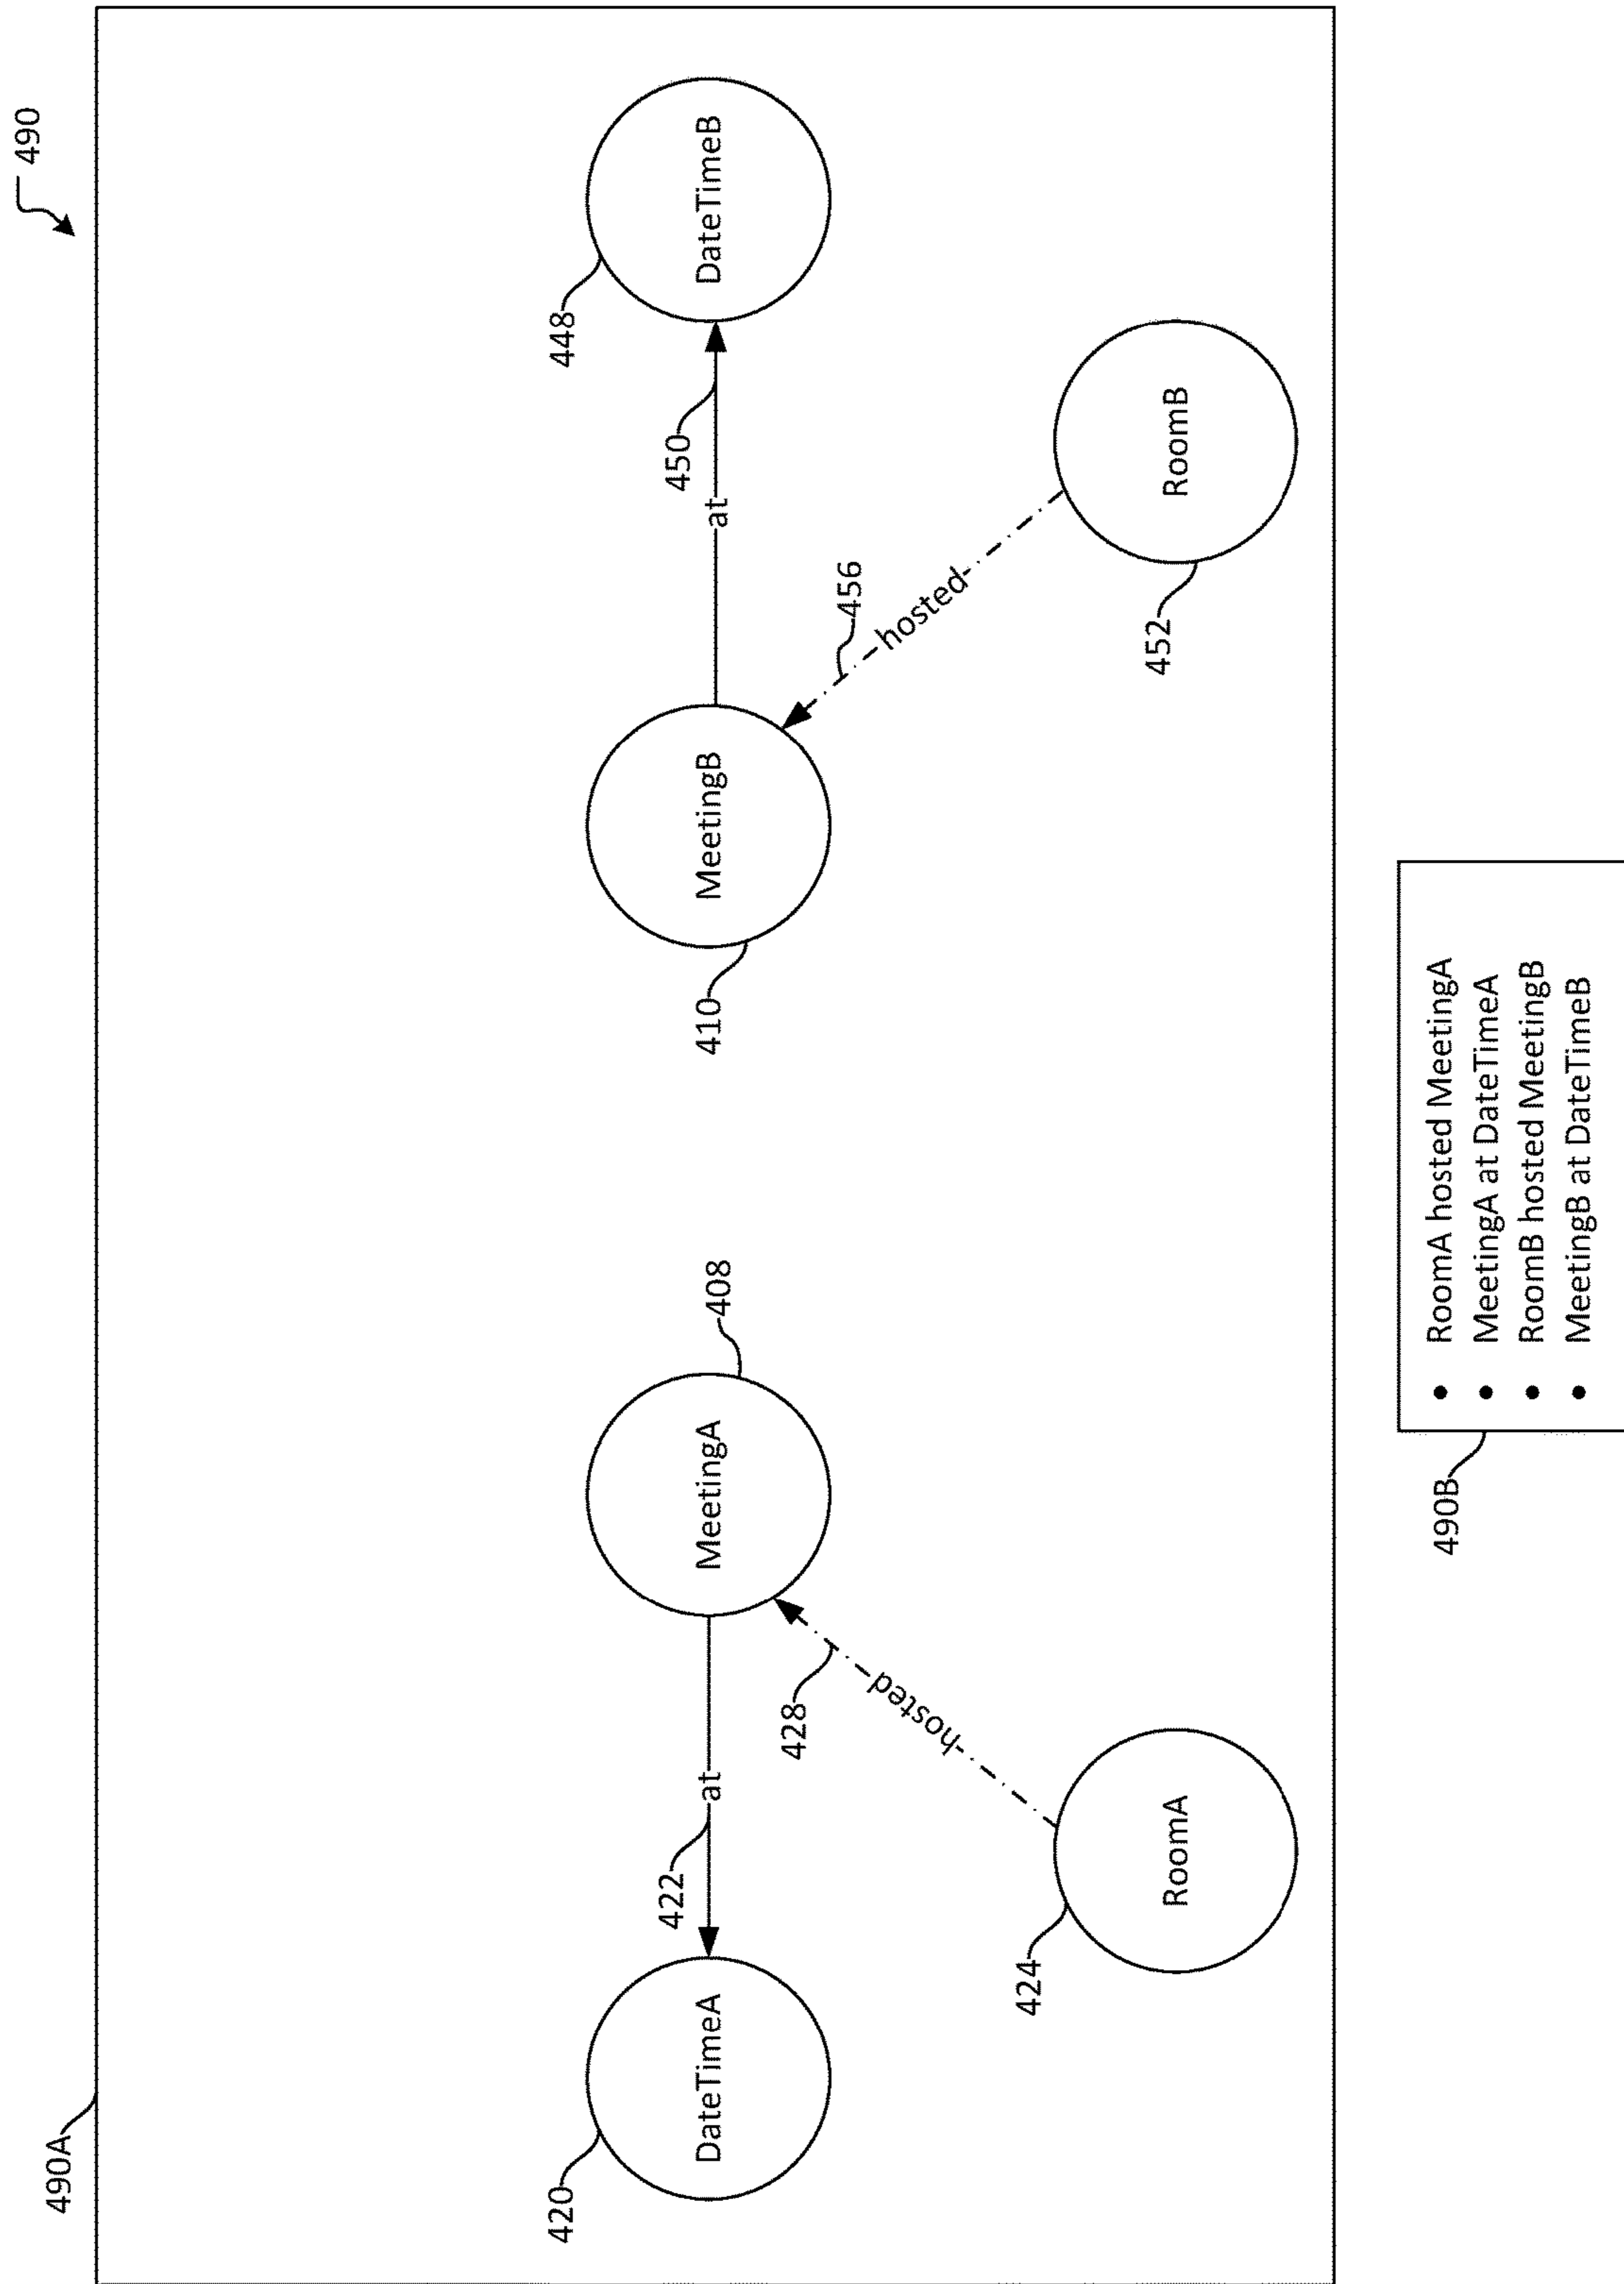 490
490A
420
DateTimeA
422
at
MeetingA
408
410
MeetingB
450
at
448
DateTimeB
428
hosted
456
hosted
424
RoomA
452
RoomB
490B
• RoomA hosted MeetingA
• MeetingA at DateTimeA
• RoomB hosted MeetingB
• MeetingB at DateTimeB